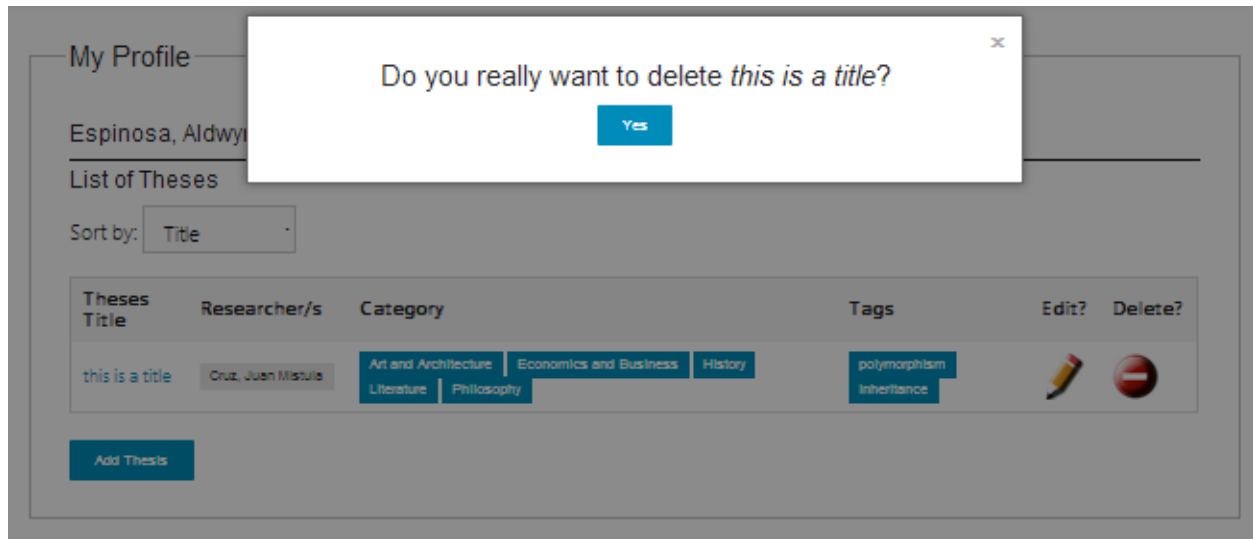 My Profile
×
Do you really want to delete this is a title?
Yes
Espinosa,
List of Theses
Sort by: Title
Theses Title Researcher/s Category Tags Edit? Delete?
this is a title Cruz, Juan Mistula Art and Architecture Economics and Business History polymorphism
Literature Philosophy Inheritance
Add Thesis